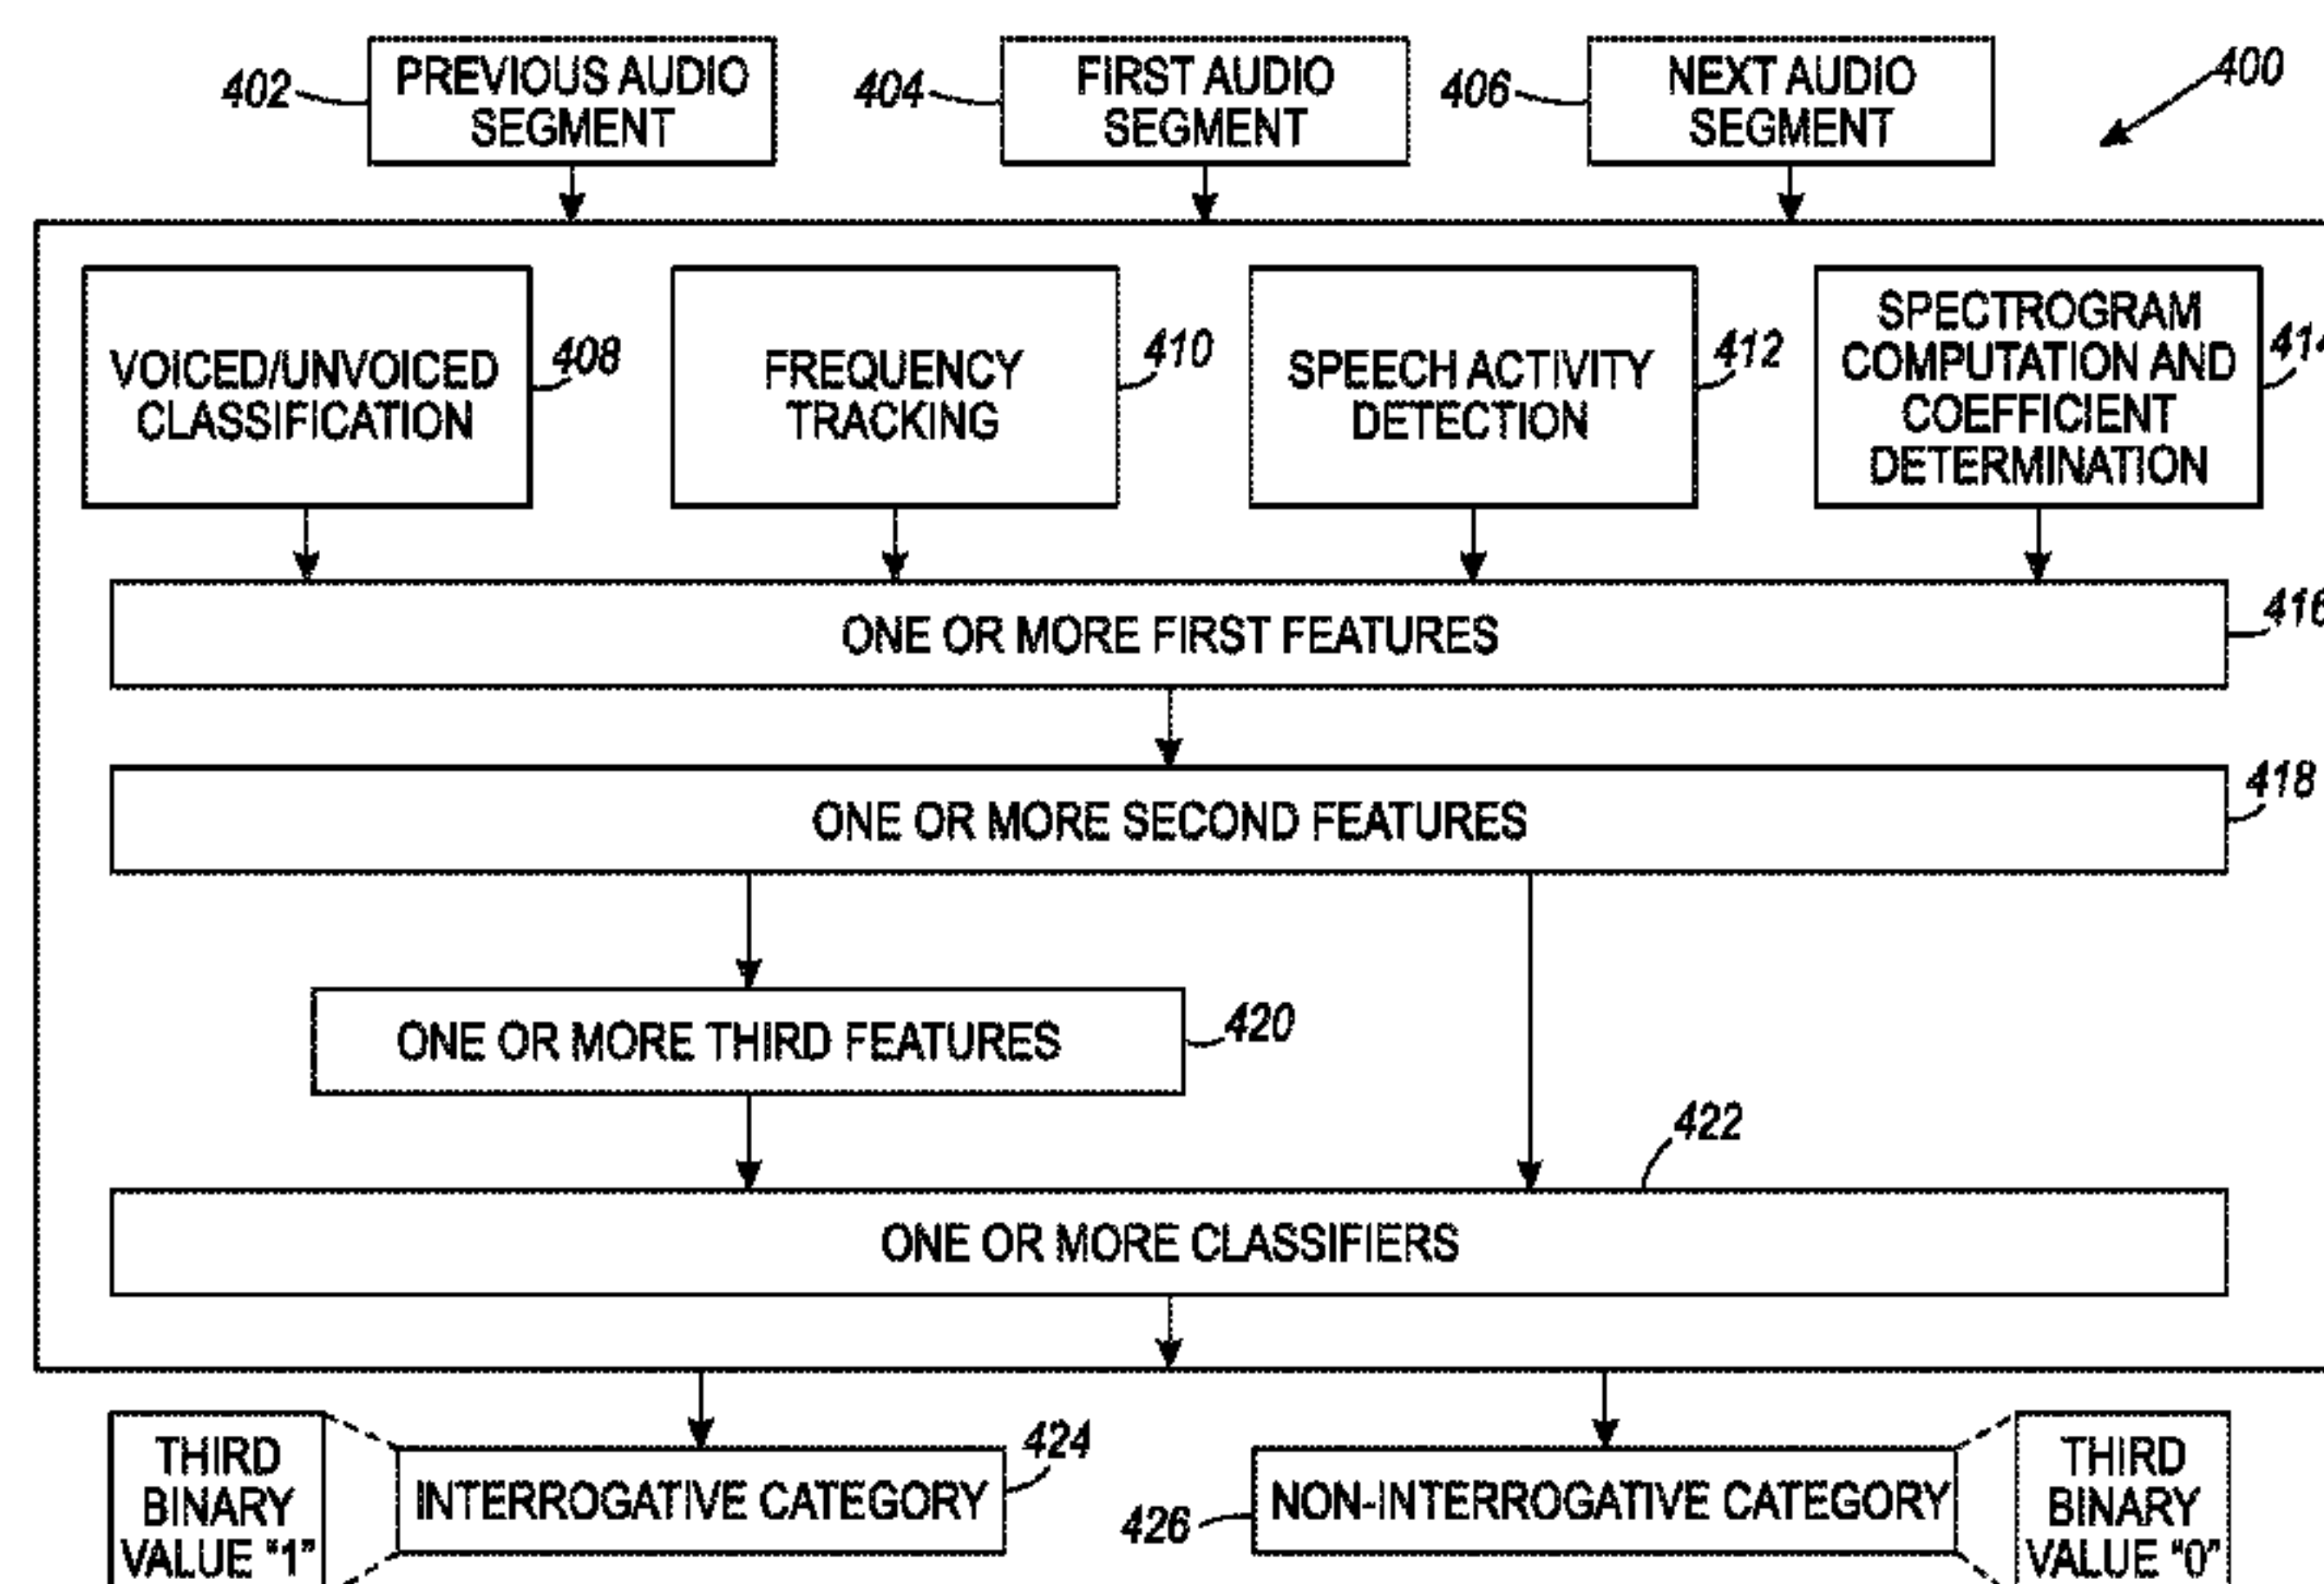 402
PREVIOUS AUDIO
SEGMENT
404
FIRST AUDIO
SEGMENT
406
NEXT AUDIO
SEGMENT
400
VOICED/UNVOICED
CLASSIFICATION
408
FREQUENCY
TRACKING
410
SPEECH ACTIVITY
DETECTION
412
SPECTROGRAM
COMPUTATION AND
COEFFICIENT
DETERMINATION
414
ONE OR MORE FIRST FEATURES
416
ONE OR MORE SECOND FEATURES
418
ONE OR MORE THIRD FEATURES
420
422
ONE OR MORE CLASSIFIERS
THIRD
BINARY
VALUE "1"
INTERROGATIVE CATEGORY
424
426
NON-INTERROGATIVE CATEGORY
THIRD
BINARY
VALUE "0"